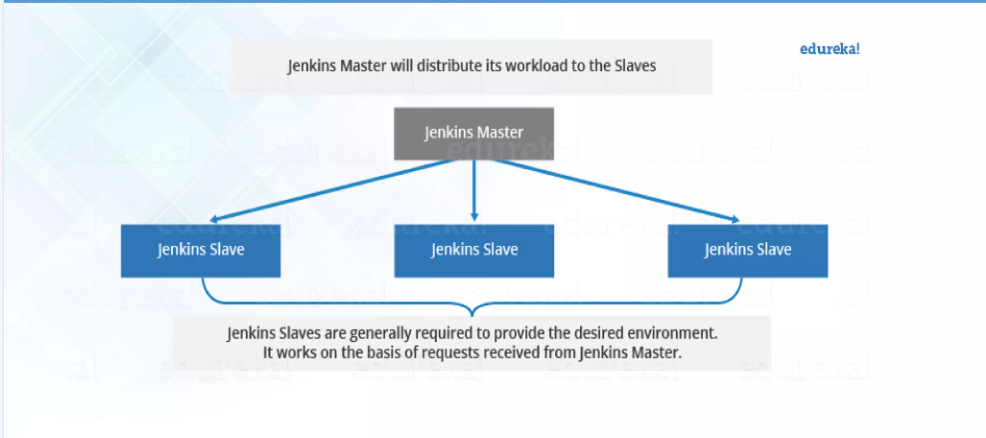 edureka!
Jenkins Master will distribute its workload to the Slaves
Jenkins Master
Jenkins Slave
Jenkins Slave
Jenkins Slave
Jenkins Slaves are generally required to provide the desired environment.
It works on the basis of requests received from Jenkins Master.